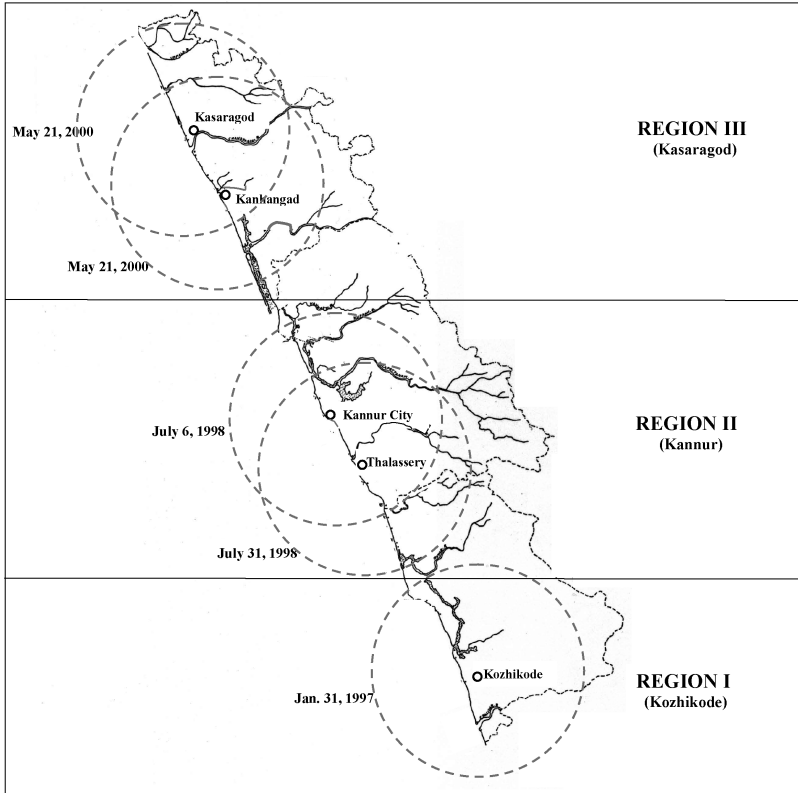 REGION III
(Kasaragod)
Kasaragod
May 21, 2000
Kanhangad
May 21, 2000
REGION II
(Kannur)
Kannur City
July 6, 1998
Thalassery
July 31, 1998
REGION I
(Kozhikode)
Kozhikode
Jan. 31, 1997